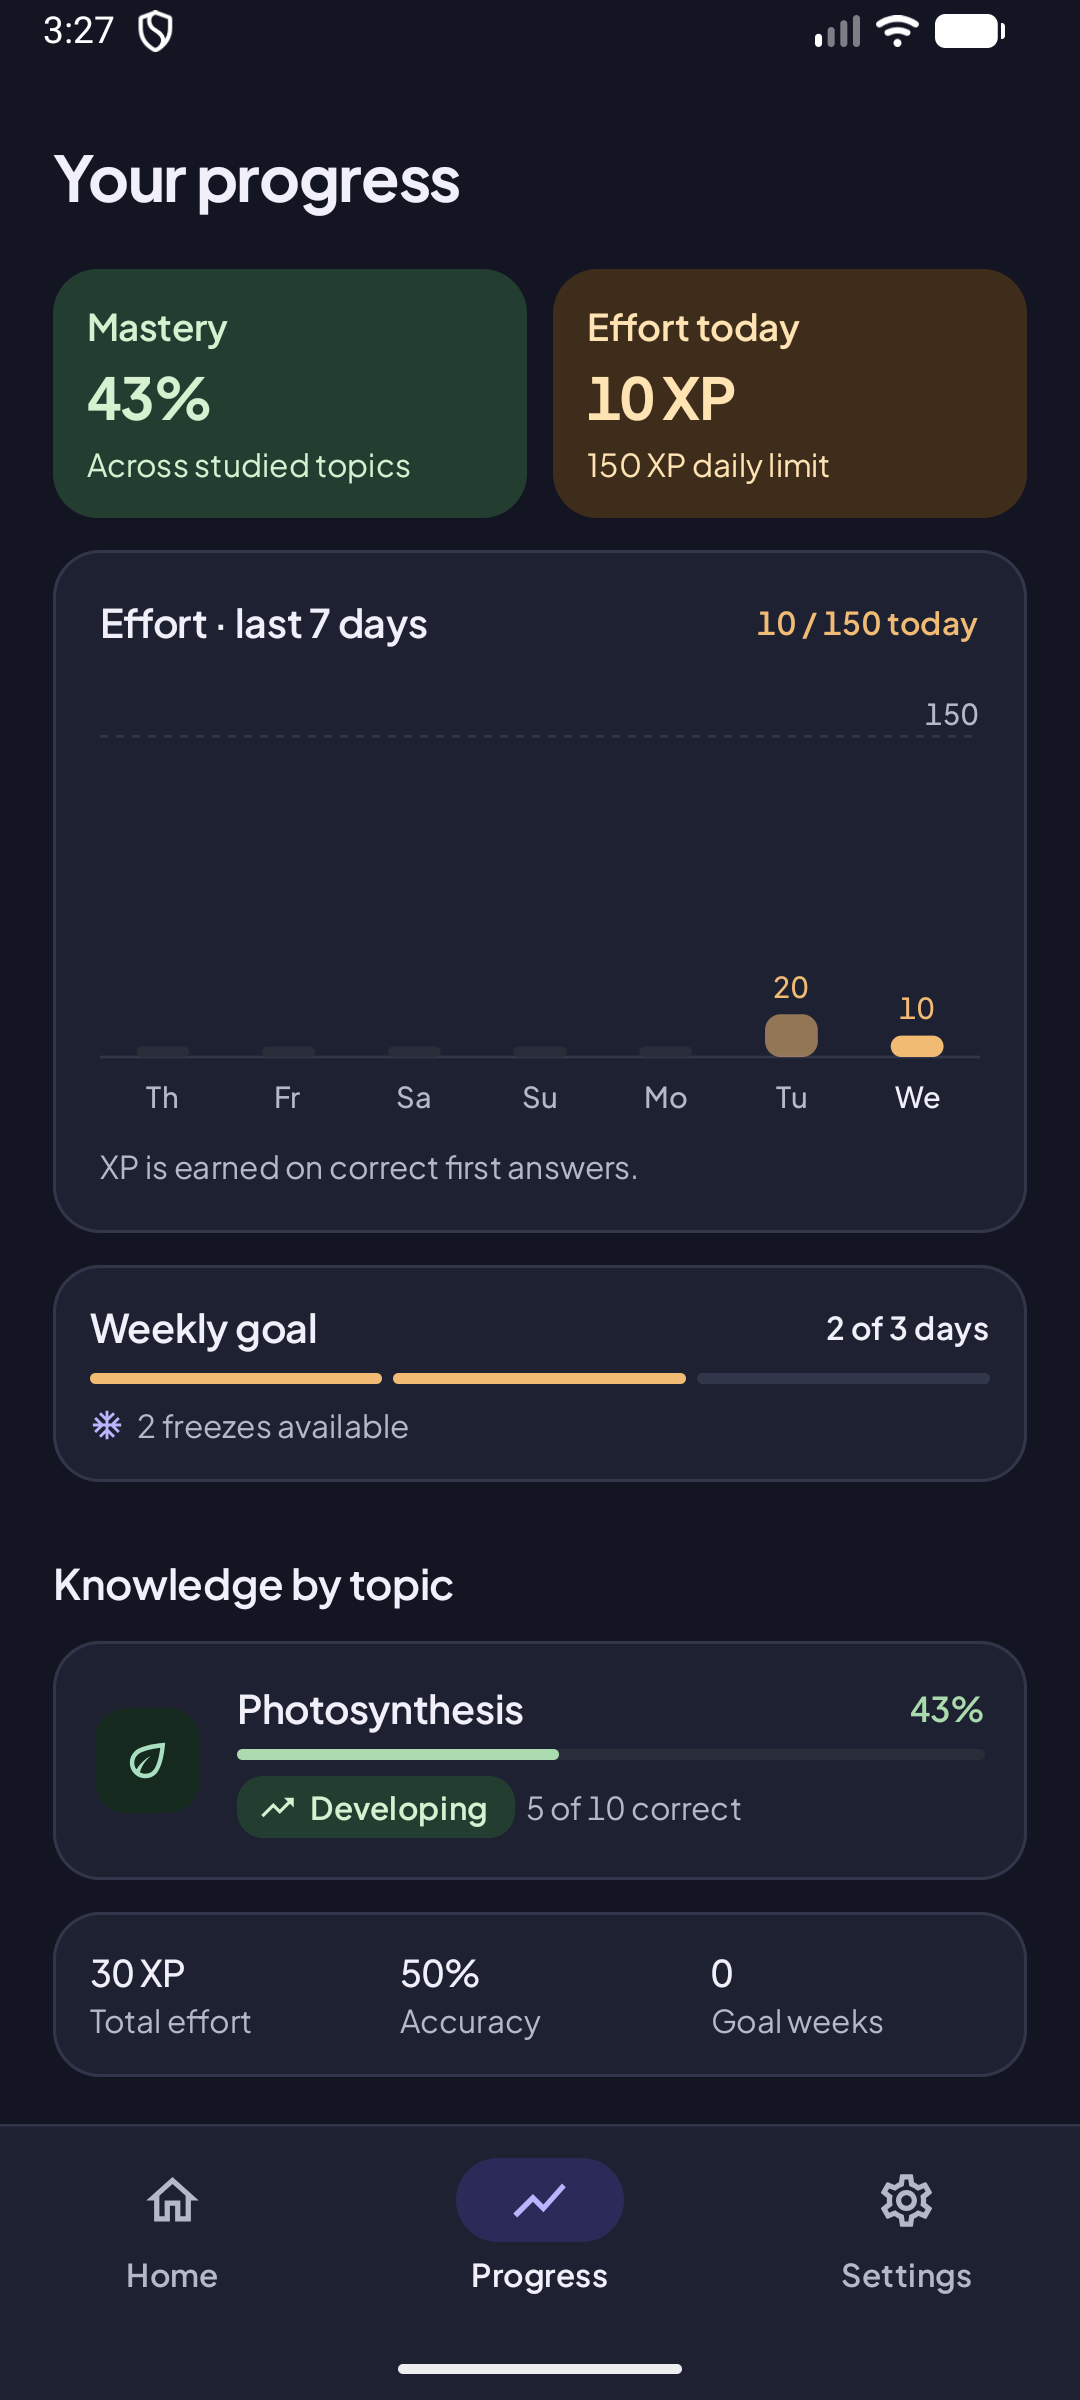 3:27
Your progress
Mastery
43%
Across studied topics
Effort today
10 XP
150 XP daily limit
Effort · last 7 days
10 / 150 today
150
20
10
Th Fr Sa Su Mo Tu We
XP is earned on correct first answers.
Weekly goal
2 of 3 days
2 freezes available
Knowledge by topic
Photosynthesis
43%
Developing
5 of 10 correct
30 XP
Total effort
50%
Accuracy
0
Goal weeks
Home
Progress
Settings